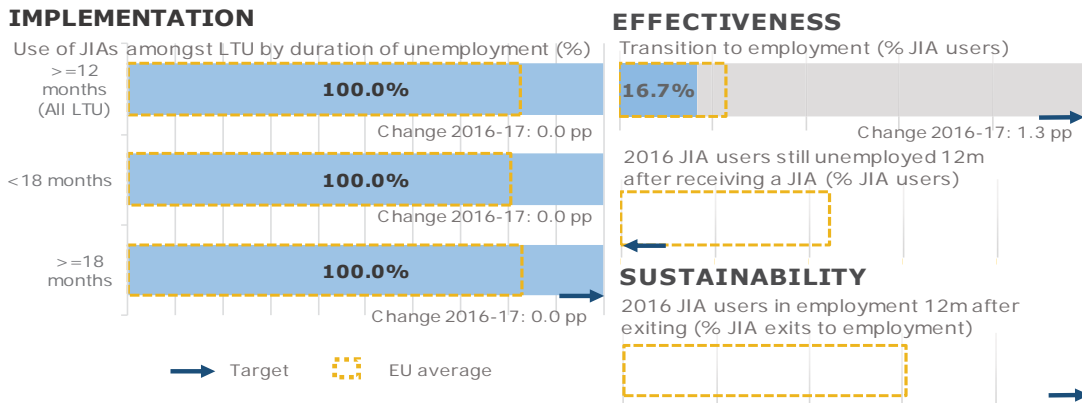 IMPLEMENTATION
Use of JIAs amongst LTU by duration of unemployment (%)
>=12
months
(All LTU)
100.0%
Change 2016-17: 0.0 pp
<18 months
100.0%
Change 2016-17: 0.0 pp
>=18
months
100.0%
Change 2016-17: 0.0 pp
Target
EU average
EFFECTIVENESS
Transition to employment (% JIA users)
16.7%
Change 2016-17: 1.3 pp
2016 JIA users still unemployed 12m
after receiving a JIA (% JIA users)
SUSTAINABILITY
2016 JIA users in employment 12m after
exiting (% JIA exits to employment)